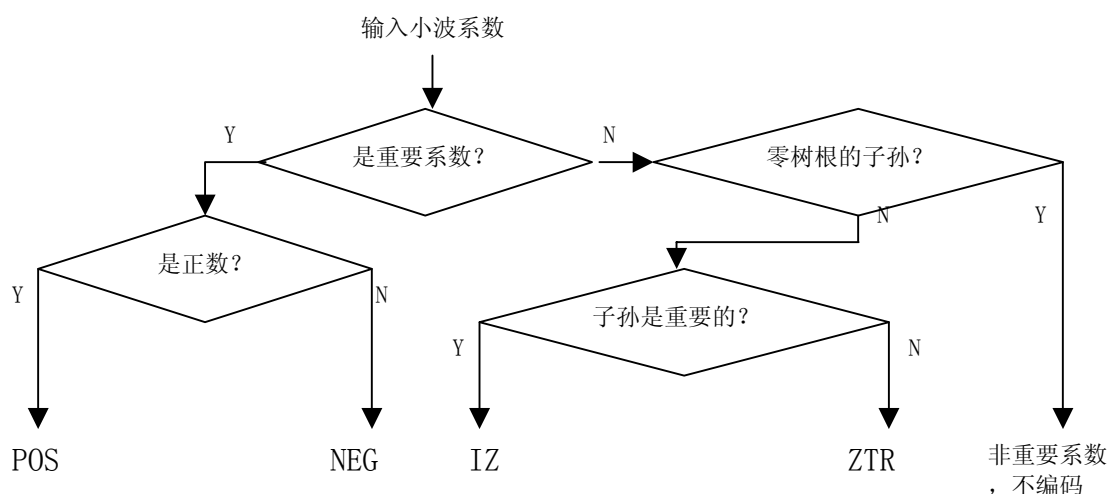 输入小波系数
Y
是重要系数?
N
零树根的子孙?
N
Y
是正数?
Y
N
子孙是重要的?
Y
N
POS
NEG
IZ
ZTR
非重要系数
，不编码